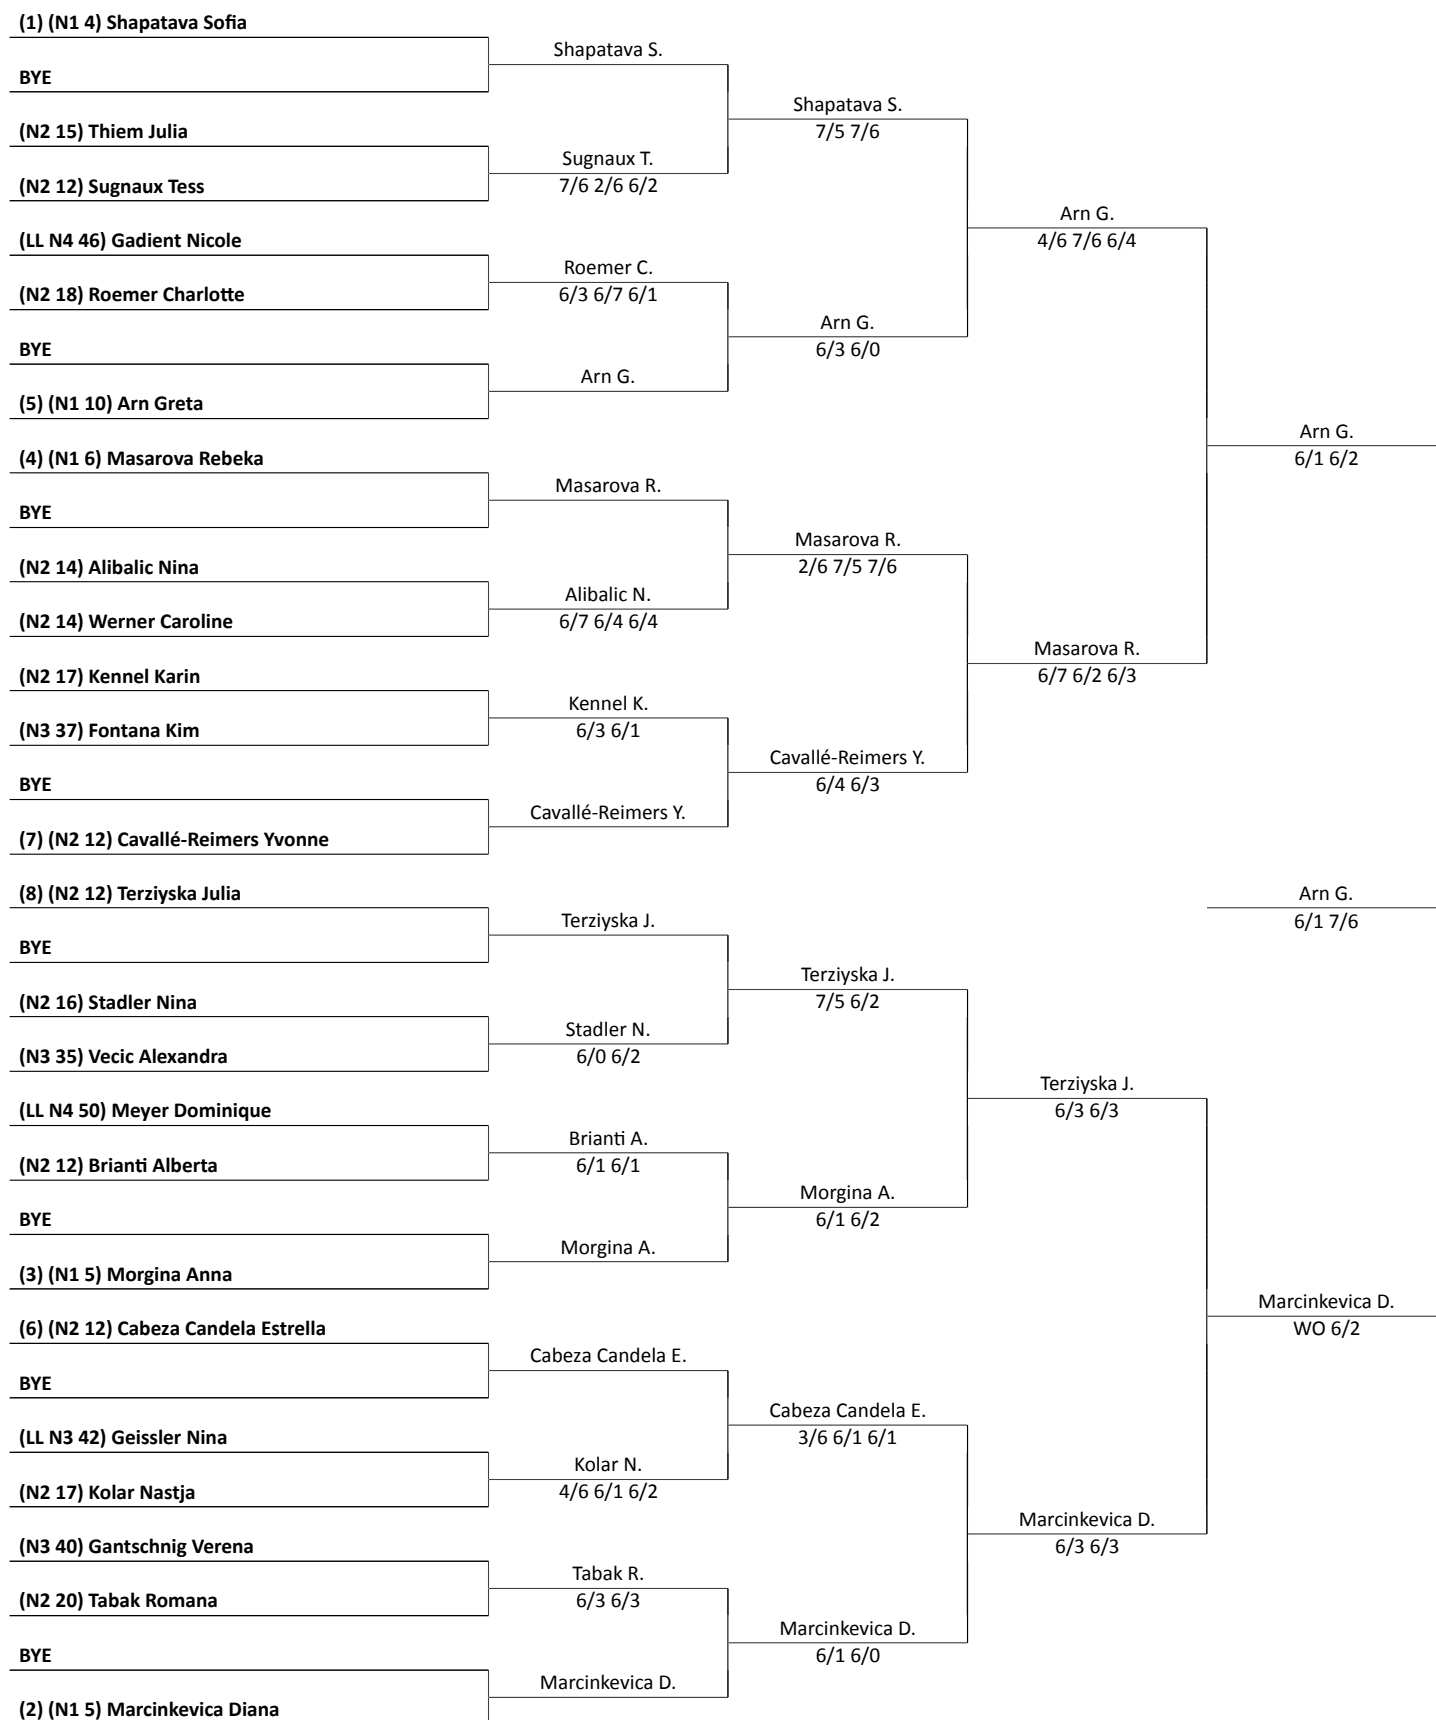 (1) (N1 4) Shapatava Sofia
Shapatava S.
BYE
Shapatava S.
7/5 7/6
(N2 15) Thiem Julia
Sugnaux T.
7/6 2/6 6/2
(N2 12) Sugnaux Tess
Arn G.
4/6 7/6 6/4
(LL N4 46) Gadient Nicole
Roemer C.
6/3 6/7 6/1
(N2 18) Roemer Charlotte
Arn G.
6/3 6/0
BYE
Arn G.
(5) (N1 10) Arn Greta
Arn G.
6/1 6/2
(4) (N1 6) Masarova Rebeka
Masarova R.
BYE
Masarova R.
2/6 7/5 7/6
(N2 14) Alibalic Nina
Alibalic N.
6/7 6/4 6/4
(N2 14) Werner Caroline
Masarova R.
6/7 6/2 6/3
(N2 17) Kennel Karin
Kennel K.
6/3 6/1
(N3 37) Fontana Kim
Cavallé-Reimers Y.
6/4 6/3
BYE
Cavallé-Reimers Y.
(7) (N2 12) Cavallé-Reimers Yvonne
(8) (N2 12) Terziyska Julia
Arn G.
6/1 7/6
Terziyska J.
BYE
Terziyska J.
7/5 6/2
(N2 16) Stadler Nina
Stadler N.
6/0 6/2
(N3 35) Vecic Alexandra
Terziyska J.
6/3 6/3
(LL N4 50) Meyer Dominique
Brianti A.
6/1 6/1
(N2 12) Brianti Alberta
Morgina A.
6/1 6/2
BYE
Morgina A.
(3) (N1 5) Morgina Anna
Marcinkevica D.
WO 6/2
(6) (N2 12) Cabeza Candela Estrella
Cabeza Candela E.
BYE
Cabeza Candela E.
3/6 6/1 6/1
(LL N3 42) Geissler Nina
Kolar N.
4/6 6/1 6/2
(N2 17) Kolar Nastja
Marcinkevica D.
6/3 6/3
(N3 40) Gantschnig Verena
Tabak R.
6/3 6/3
(N2 20) Tabak Romana
Marcinkevica D.
6/1 6/0
BYE
Marcinkevica D.
(2) (N1 5) Marcinkevica Diana